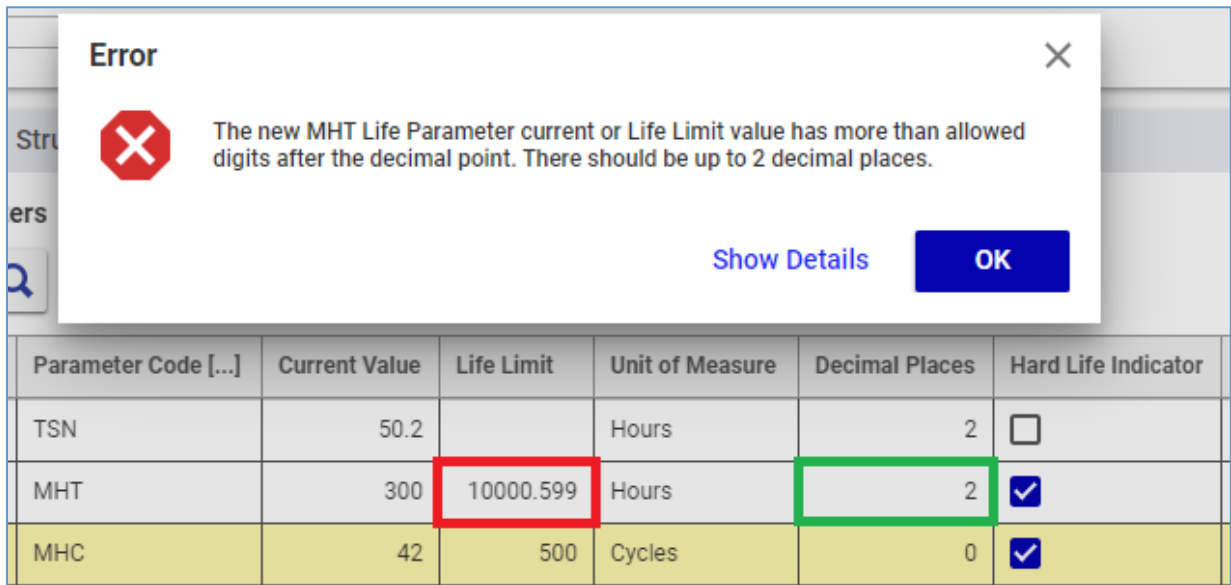 Error
The new MHT Life Parameter current or Life Limit value has more than allowed
digits after the decimal point. There should be up to 2 decimal places.
Stru
ers
Show Details OK
Parameter Code [...] Current Value Life Limit Unit of Measure Decimal Places Hard Life Indicator
TSN 50.2 Hours 2
MHT 300 10000.599 Hours 2
MHC 42 500 Cycles 0